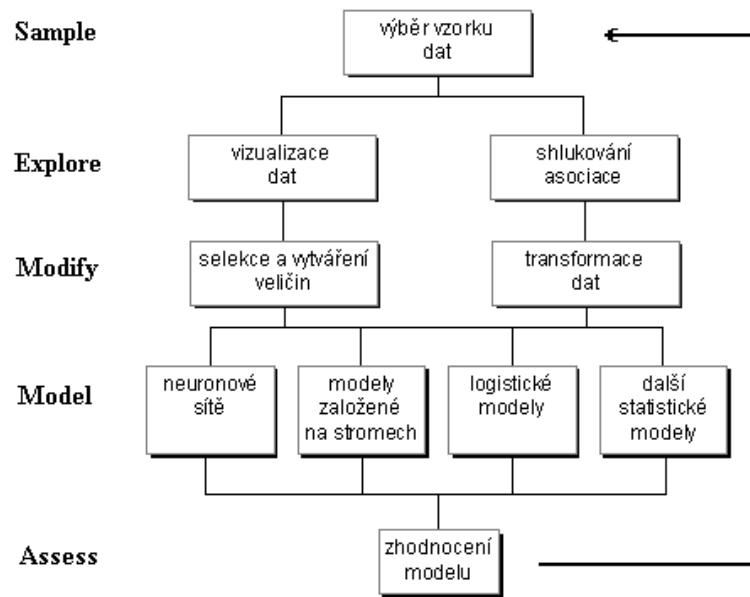 Sample
výběr vzorku
dat
Explore
vizualizace
dat
shlukování
asociace
Modify
selekce a vytváření
veličin
transformace
dat
Model
neuronové
sítě
modely
založené
na stromech
logistické
modely
další
statistické
modely
Assess
zhodnocení
modelu